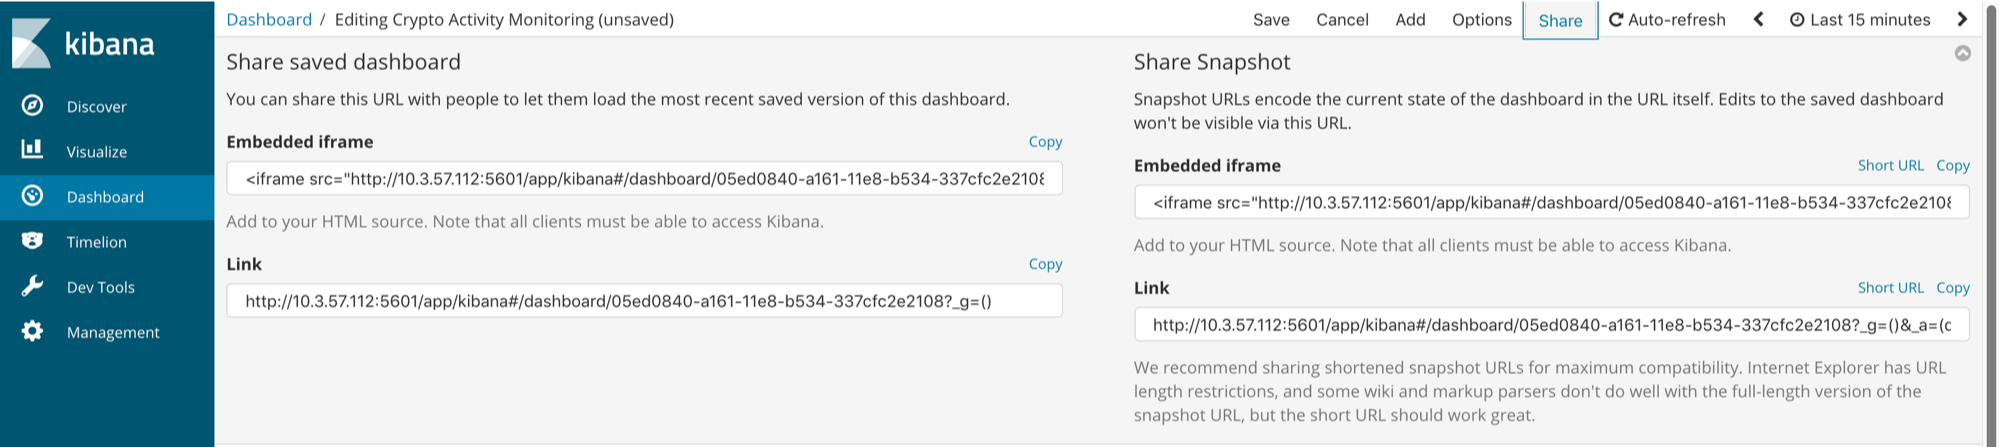 kibana
Discover
Visualize
Dashboard
Timelion
Dev Tools
Management
Dashboard / Editing Crypto Activity Monitoring (unsaved)
Save Cancel Add Options Share Auto-refresh Last 15 minutes
Share saved dashboard
You can share this URL with people to let them load the most recent saved version of this dashboard.
Embedded iframe Copy
<iframe src="http://10.3.57.112:5601/app/kibana#/dashboard/05ed0840-a161-11e8-b534-337cfc2e2108
Add to your HTML source. Note that all clients must be able to access Kibana.
Link Copy
http://10.3.57.112:5601/app/kibana#/dashboard/05ed0840-a161-11e8-b534-337cfc2e2108?_g=()
Share Snapshot
Snapshot URLs encode the current state of the dashboard in the URL itself. Edits to the saved dashboard
won't be visible via this URL.
Embedded iframe Short URL Copy
<iframe src="http://10.3.57.112:5601/app/kibana#/dashboard/05ed0840-a161-11e8-b534-337cfc2e2108
Add to your HTML source. Note that all clients must be able to access Kibana.
Link Short URL Copy
http://10.3.57.112:5601/app/kibana#/dashboard/05ed0840-a161-11e8-b534-337cfc2e2108?_g=()&_a=(c
We recommend sharing shortened snapshot URLs for maximum compatibility. Internet Explorer has URL
length restrictions, and some wiki and markup parsers don't do well with the full-length version of the
snapshot URL, but the short URL should work great.